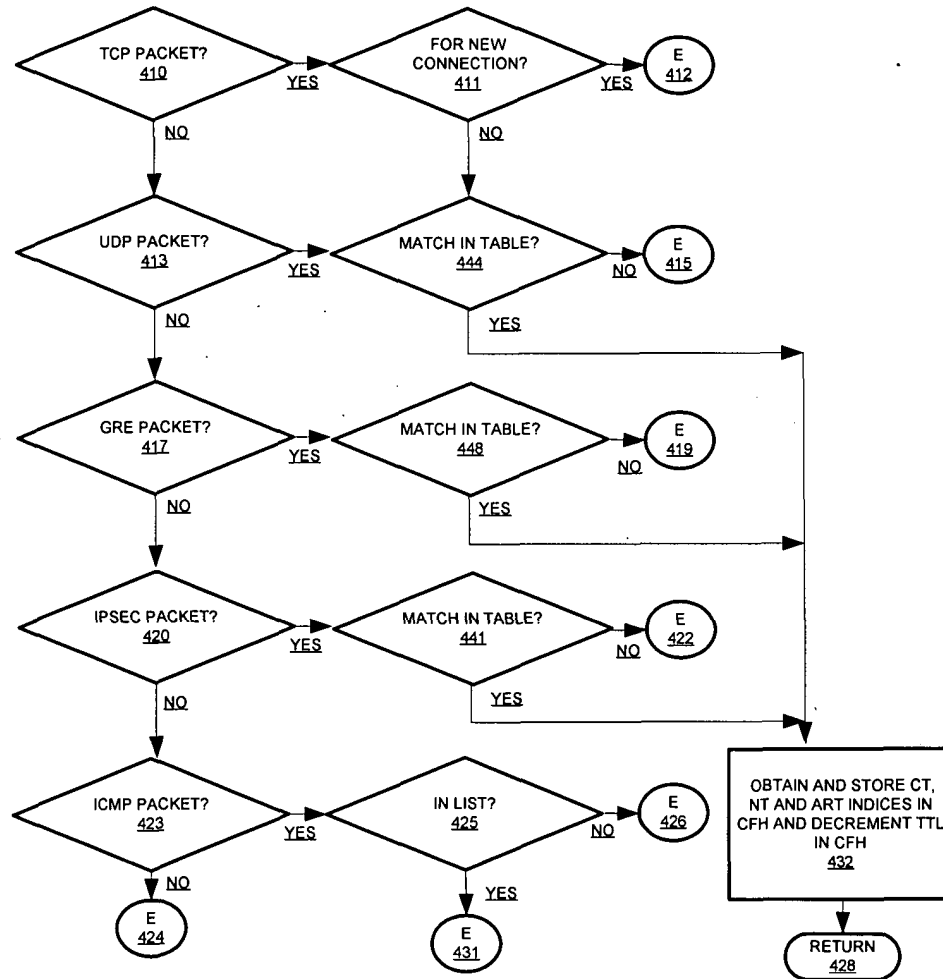 TCP PACKET?
410
YES
NO
FOR NEW
CONNECTION?
411
YES
NO
E
412
UDP PACKET?
413
YES
NO
MATCH IN TABLE?
444
NO
YES
E
415
GRE PACKET?
417
YES
NO
MATCH IN TABLE?
448
NO
YES
E
419
IPSEC PACKET?
420
YES
NO
MATCH IN TABLE?
441
NO
YES
E
422
ICMP PACKET?
423
YES
NO
IN LIST?
425
NO
YES
E
426
E
424
E
431
OBTAIN AND STORE CT,
NT AND ART INDICES IN
CFH AND DECREMENT TTL
IN CFH
432
RETURN
428